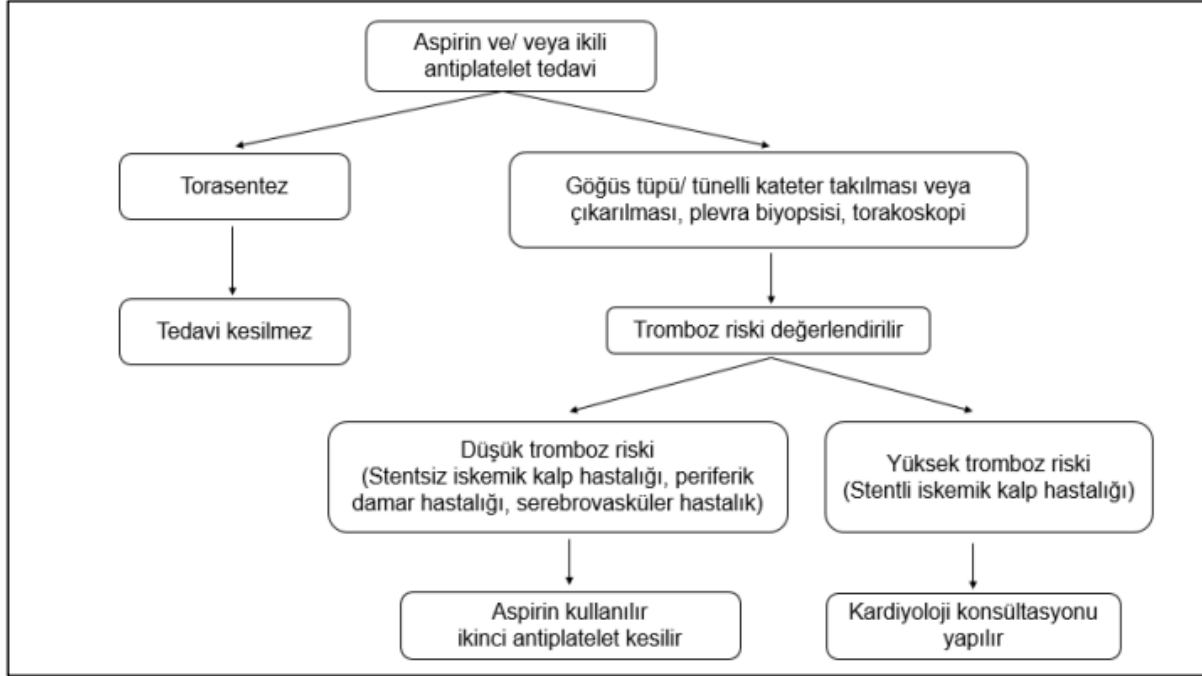 Aspirin ve/ veya ikili
antiplatelet tedavi
Torasentez
Göğüs tüpü/ tünelli kateter takılması veya
çıkarılması, plevra biyopsisi, torakoskopi
Tedavi kesilmez
Tromboz riski değerlendirilir
Düşük tromboz riski
(Stentsiz iskemik kalp hastalığı, periferik
damar hastalığı, serebrovasküler hastalık)
Yüksek tromboz riski
(Stentli iskemik kalp hastalığı)
Aspirin kullanılır
ikinci antiplatelet kesilir
Kardiyoloji konsültasyonu
yapılır